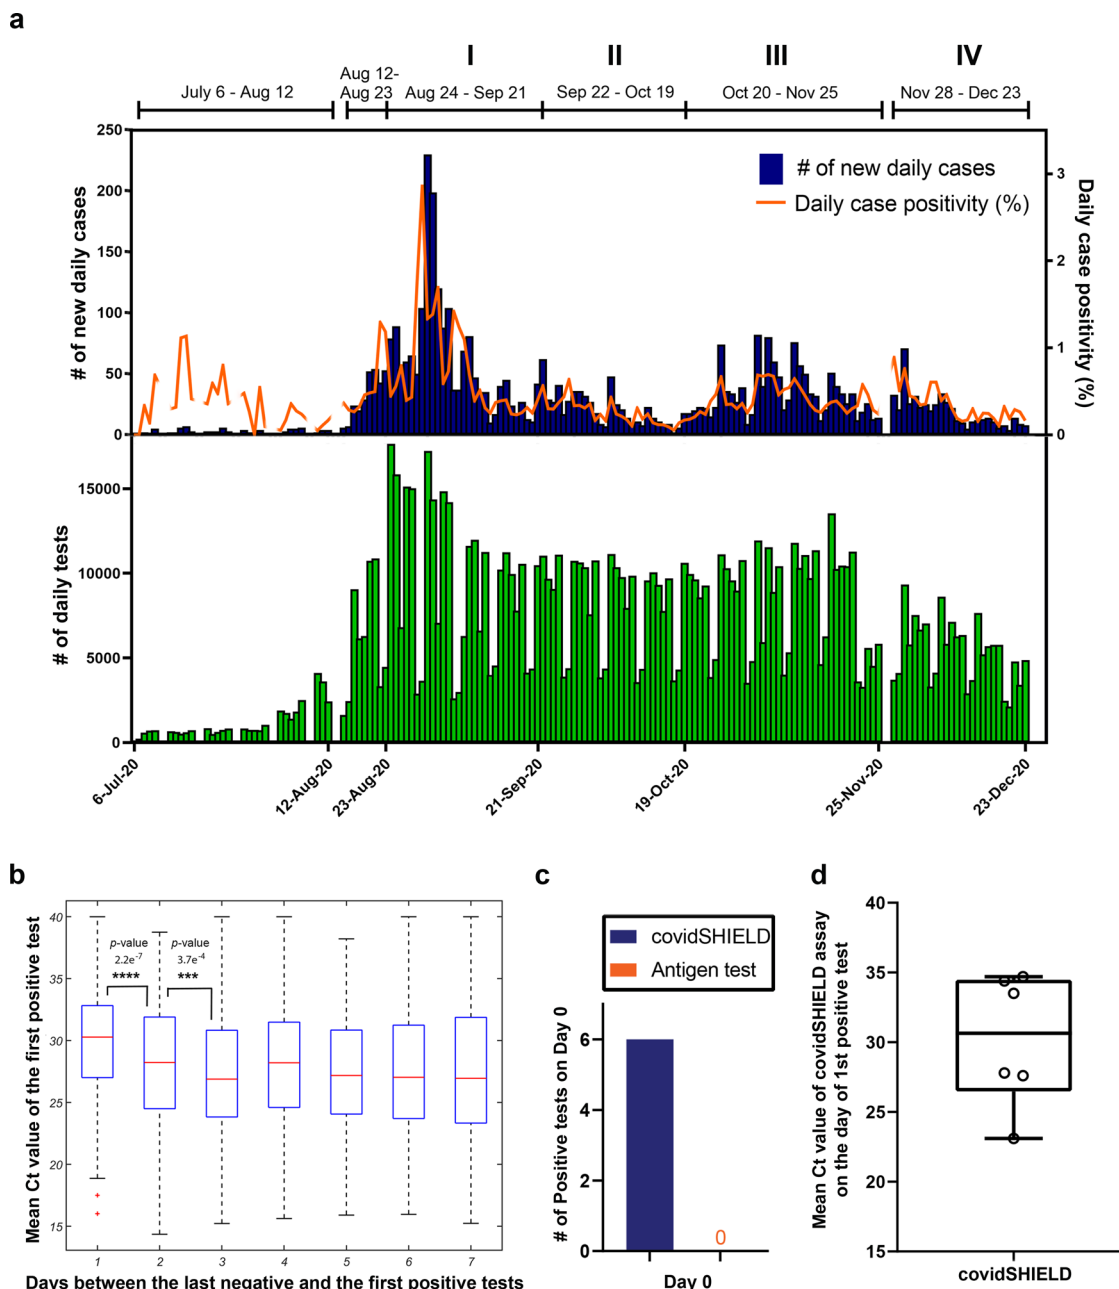 a
I
II
III
IV
July 6 - Aug 12
Aug 12-
Aug 23
Aug 24 - Sep 21
Sep 22 - Oct 19
Oct 20 - Nov 25
Nov 28 - Dec 23
# of new daily cases
250
200
150
100
50
0
# of new daily cases
Daily case positivity (%)
3
2
1
0
Daily case positivity (%)
# of daily tests
15000
10000
5000
0
6-Jul-20
12-Aug-20
23-Aug-20
21-Sep-20
19-Oct-20
25-Nov-20
23-Dec-20
b
Mean Ct value of the first positive test
40
35
30
25
20
15
p-value
2.2e-7
****
p-value
3.7e-4
***
1 2 3 4 5 6 7
Days between the last negative and the first positive tests
c
covidSHIELD
Antigen test
# of Positive tests on Day 0
6
4
2
0
0
Day 0
d
Mean Ct value of covidSHIELD assay
on the day of 1st positive test
40
35
30
25
20
15
covidSHIELD